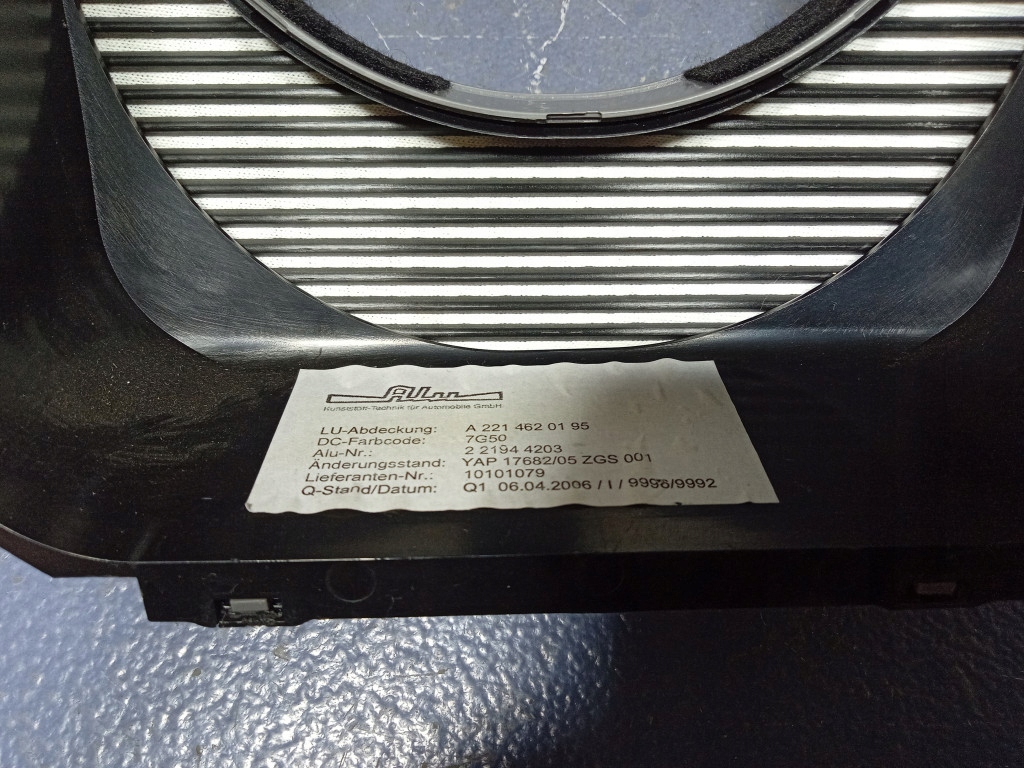 Alunn
Kunststoff-Technik für Automobile GmbH
LU-Abdeckung: A 221 462 01 95
DC-Farbcode: 7G50
Alu-Nr.: 2 2194 4203
Änderungsstand: YAP 17682/05 ZGS 001
Lieferanten-Nr.: 10101079
Q-Stand/Datum: Q1 06.04.2006 / I / 9996/9992